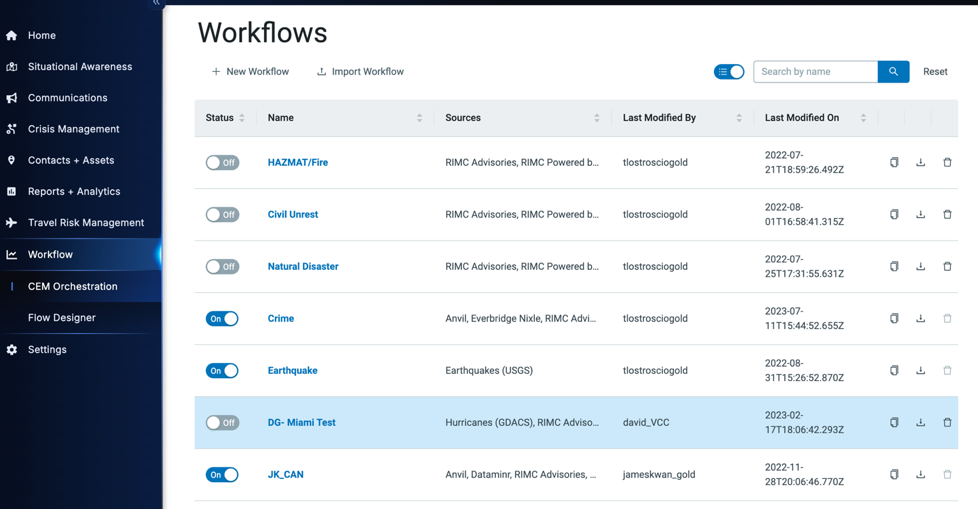 Workflows
Home
Situational Awareness
Communications
Crisis Management
Contacts + Assets
Reports + Analytics
Travel Risk Management
Workflow
CEM Orchestration
Flow Designer
Settings
New Workflow Import Workflow Search by name Reset
Status Name Sources Last Modified By Last Modified On
Off HAZMAT/Fire RIMC Advisories, RIMC Powered b... tlostrosciogold 2022-07-
21T18:59:26.492Z
Off Civil Unrest RIMC Advisories, RIMC Powered b... tlostrosciogold 2022-08-
01T16:58:41.315Z
Off Natural Disaster RIMC Advisories, RIMC Powered b... tlostrosciogold 2022-07-
25T17:31:55.631Z
On Crime Anvil, Everbridge Nixle, RIMC Advi... tlostrosciogold 2023-07-
11T15:44:52.655Z
On Earthquake Earthquakes (USGS) tlostrosciogold 2022-08-
31T15:26:52.870Z
Off DG- Miami Test Hurricanes (GDACS), RIMC Adviso... david_VCC 2023-02-
17T18:06:42.293Z
On JK_CAN Anvil, Dataminr, RIMC Advisories, ... jameskwan_gold 2022-11-
28T20:06:46.770Z